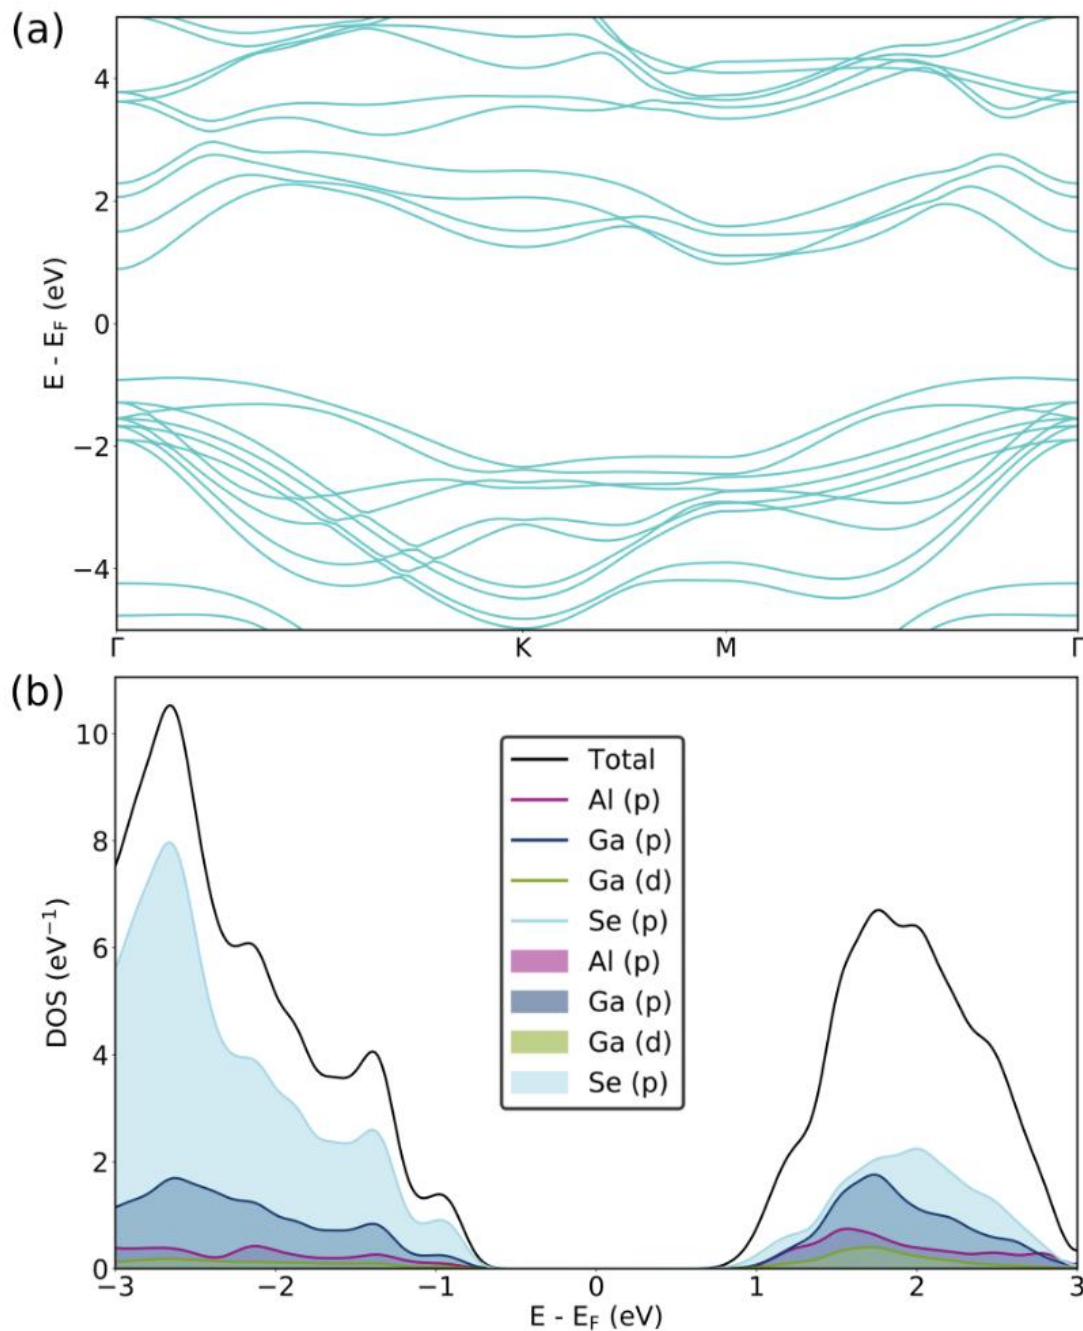 (a)
4
2
0
−2
−4
E - E_F (eV)
Γ K M Γ
(b)
10
8
6
4
2
0
DOS (eV⁻¹)
Total
Al (p)
Ga (p)
Ga (d)
Se (p)
Al (p)
Ga (p)
Ga (d)
Se (p)
−3 −2 −1 0 1 2 3
E - E_F (eV)